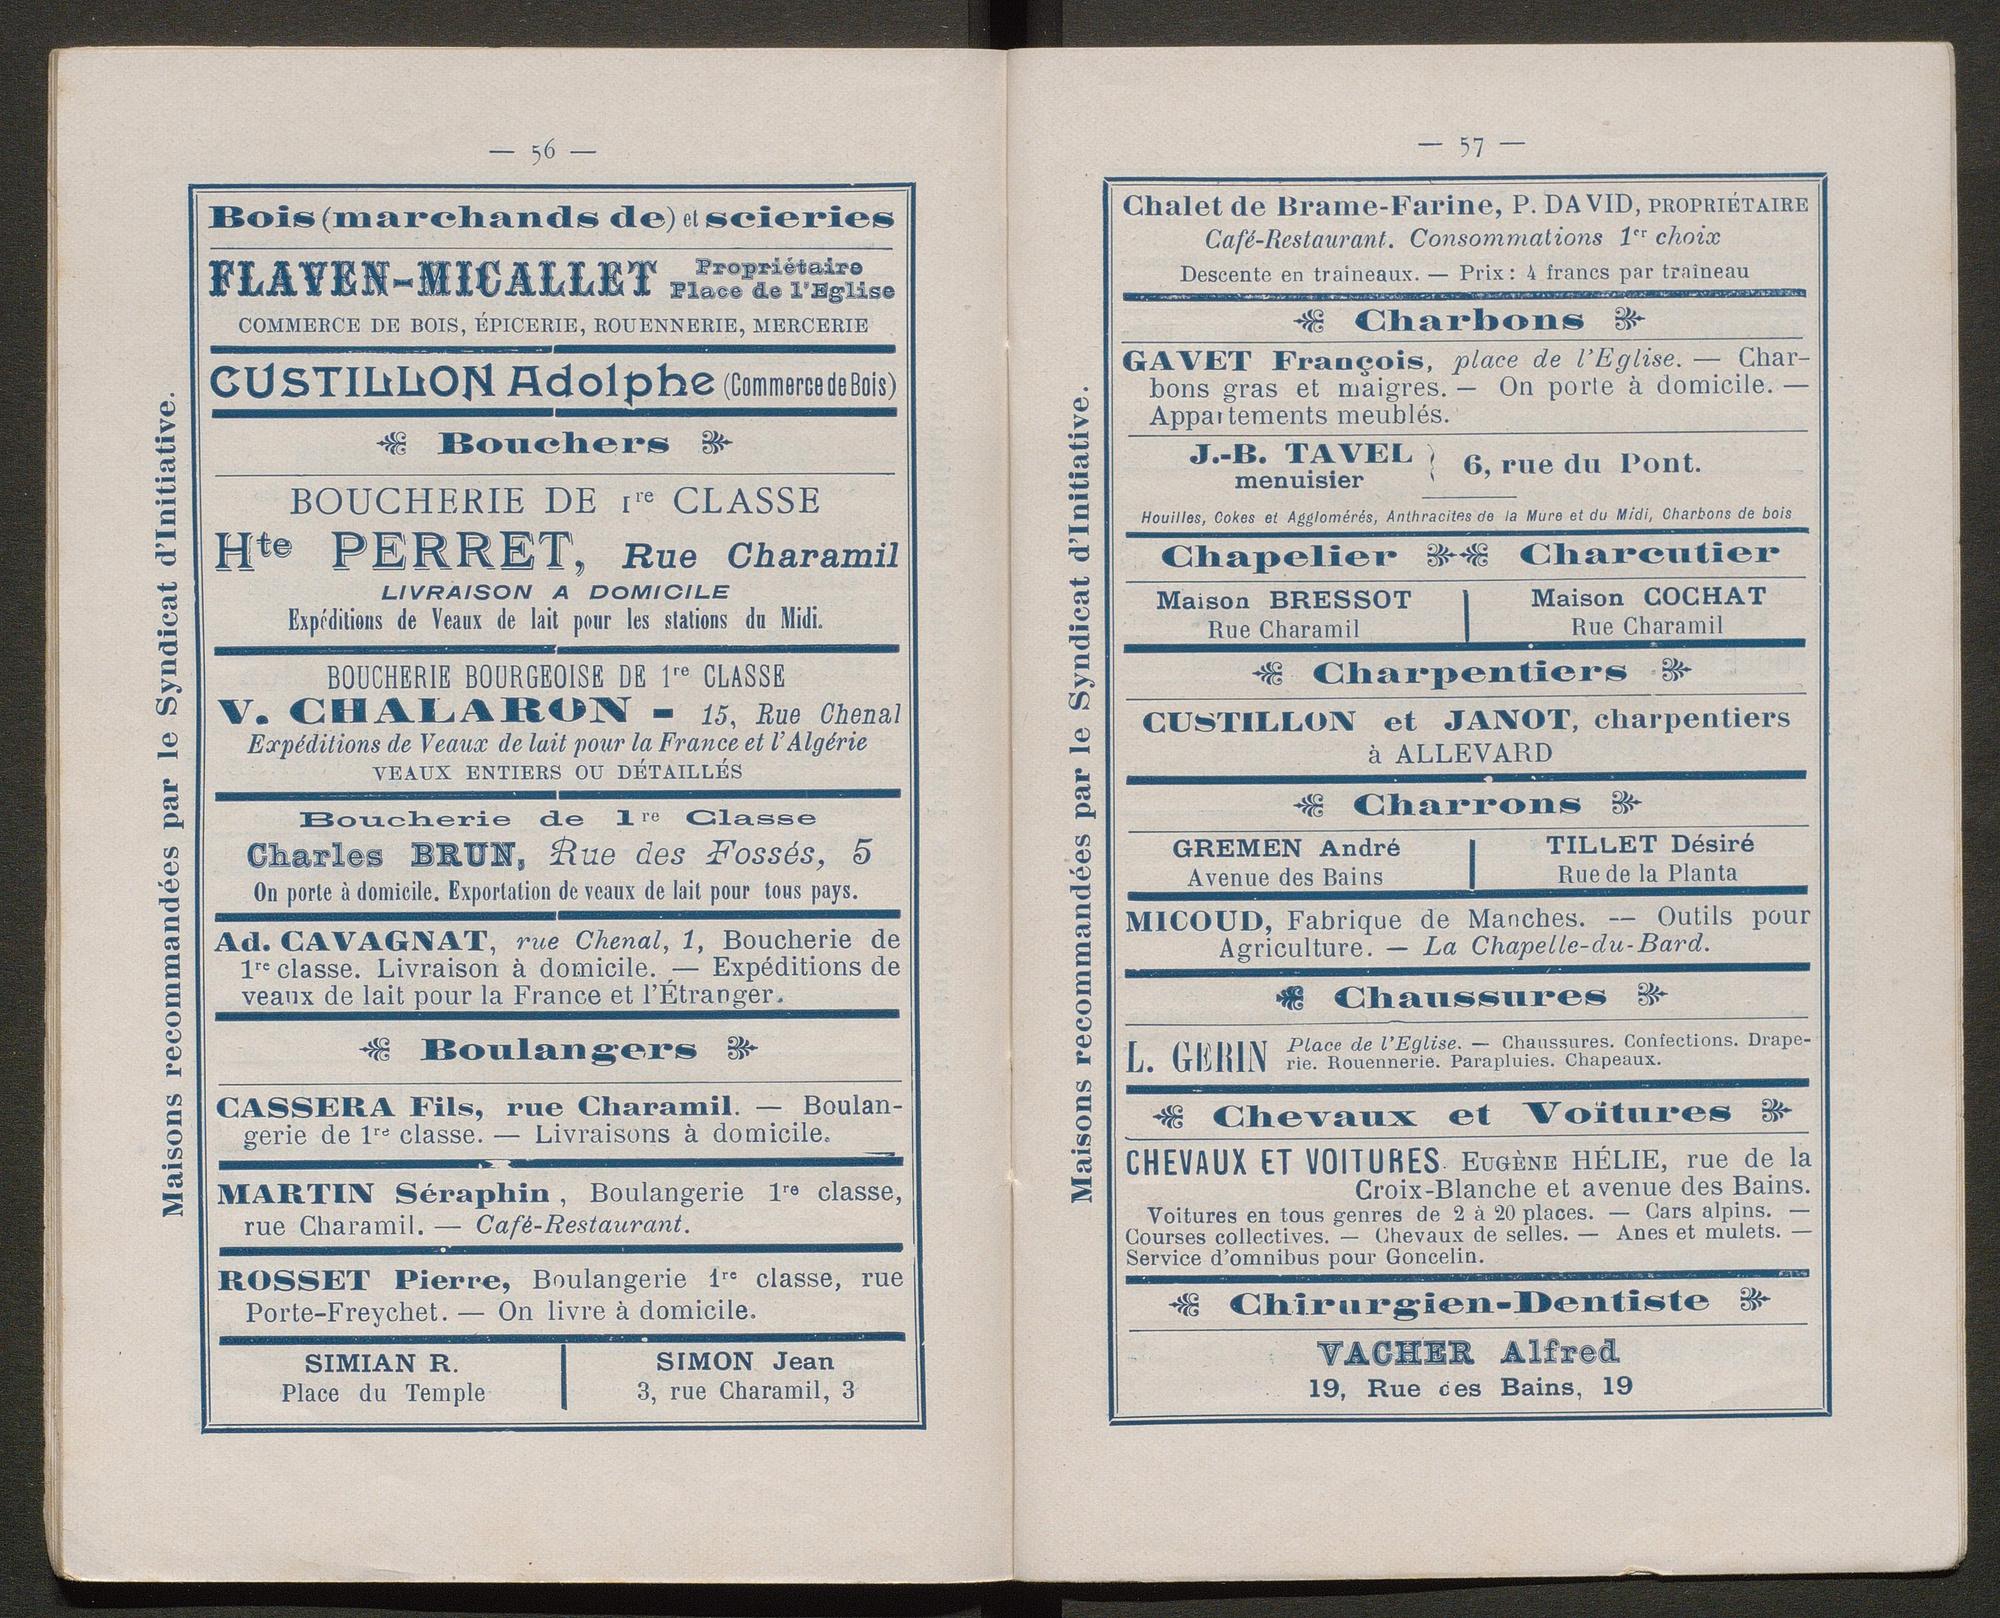 — 56 —
Maisons recommandées par le Syndicat d'Initiative.
Bois (marchands de) et scieries
FLAVEN-MICALLET Propriétaire
Place de l'Eglise
COMMERCE DE BOIS, ÉPICERIE, ROUENNERIE, MERCERIE
CUSTILLON Adolphe (Commerce de Bois)
Bouchers
BOUCHERIE DE 1re CLASSE
Hte PERRET, Rue Charamil
LIVRAISON A DOMICILE
Expéditions de Veaux de lait pour les stations du Midi.
BOUCHERIE BOURGEOISE DE 1re CLASSE
V. CHALARON - 15, Rue Chenal
Expéditions de Veaux de lait pour la France et l'Algérie
VEAUX ENTIERS OU DÉTAILLÉS
Boucherie de 1re Classe
Charles BRUN, Rue des Fossés, 5
On porte à domicile. Exportation de veaux de lait pour tous pays.
Ad. CAVAGNAT, rue Chenal, 1, Boucherie de
1re classe. Livraison à domicile. — Expéditions de
veaux de lait pour la France et l'Étranger.
Boulangers
CASSERA Fils, rue Charamil. — Boulan-
gerie de 1re classe. — Livraisons à domicile.
MARTIN Séraphin, Boulangerie 1re classe,
rue Charamil. — Café-Restaurant.
ROSSET Pierre, Boulangerie 1re classe, rue
Porte-Freychet. — On livre à domicile.
SIMIAN R.
Place du Temple
SIMON Jean
3, rue Charamil, 3
— 57 —
Maisons recommandées par le Syndicat d'Initiative.
Chalet de Brame-Farine, P. DAVID, PROPRIÉTAIRE
Café-Restaurant. Consommations 1er choix
Descente en traineaux. — Prix : 4 francs par traîneau
Charbons
GAVET François, place de l'Eglise. — Char-
bons gras et maigres. — On porte à domicile. —
Appartements meublés.
J.-B. TAVEL } 6, rue du Pont.
menuisier
Houilles, Cokes et Agglomérés, Anthracites de la Mure et du Midi, Charbons de bois
Chapelier Charcutier
Maison BRESSOT
Rue Charamil
Maison COCHAT
Rue Charamil
Charpentiers
CUSTILLON et JANOT, charpentiers
à ALLEVARD
Charrons
GREMEN André
Avenue des Bains
TILLET Désiré
Rue de la Planta
MICOUD, Fabrique de Manches. — Outils pour
Agriculture. — La Chapelle-du-Bard.
Chaussures
L. GERIN Place de l'Eglise. — Chaussures. Confections. Drape-
rie. Rouennerie. Parapluies. Chapeaux.
Chevaux et Voitures
CHEVAUX ET VOITURES. EUGÈNE HÉLIE, rue de la
Croix-Blanche et avenue des Bains.
Voitures en tous genres de 2 à 20 places. — Cars alpins. —
Courses collectives. — Chevaux de selles. — Anes et mulets. —
Service d'omnibus pour Goncelin.
Chirurgien-Dentiste
VACHER Alfred
19, Rue des Bains, 19